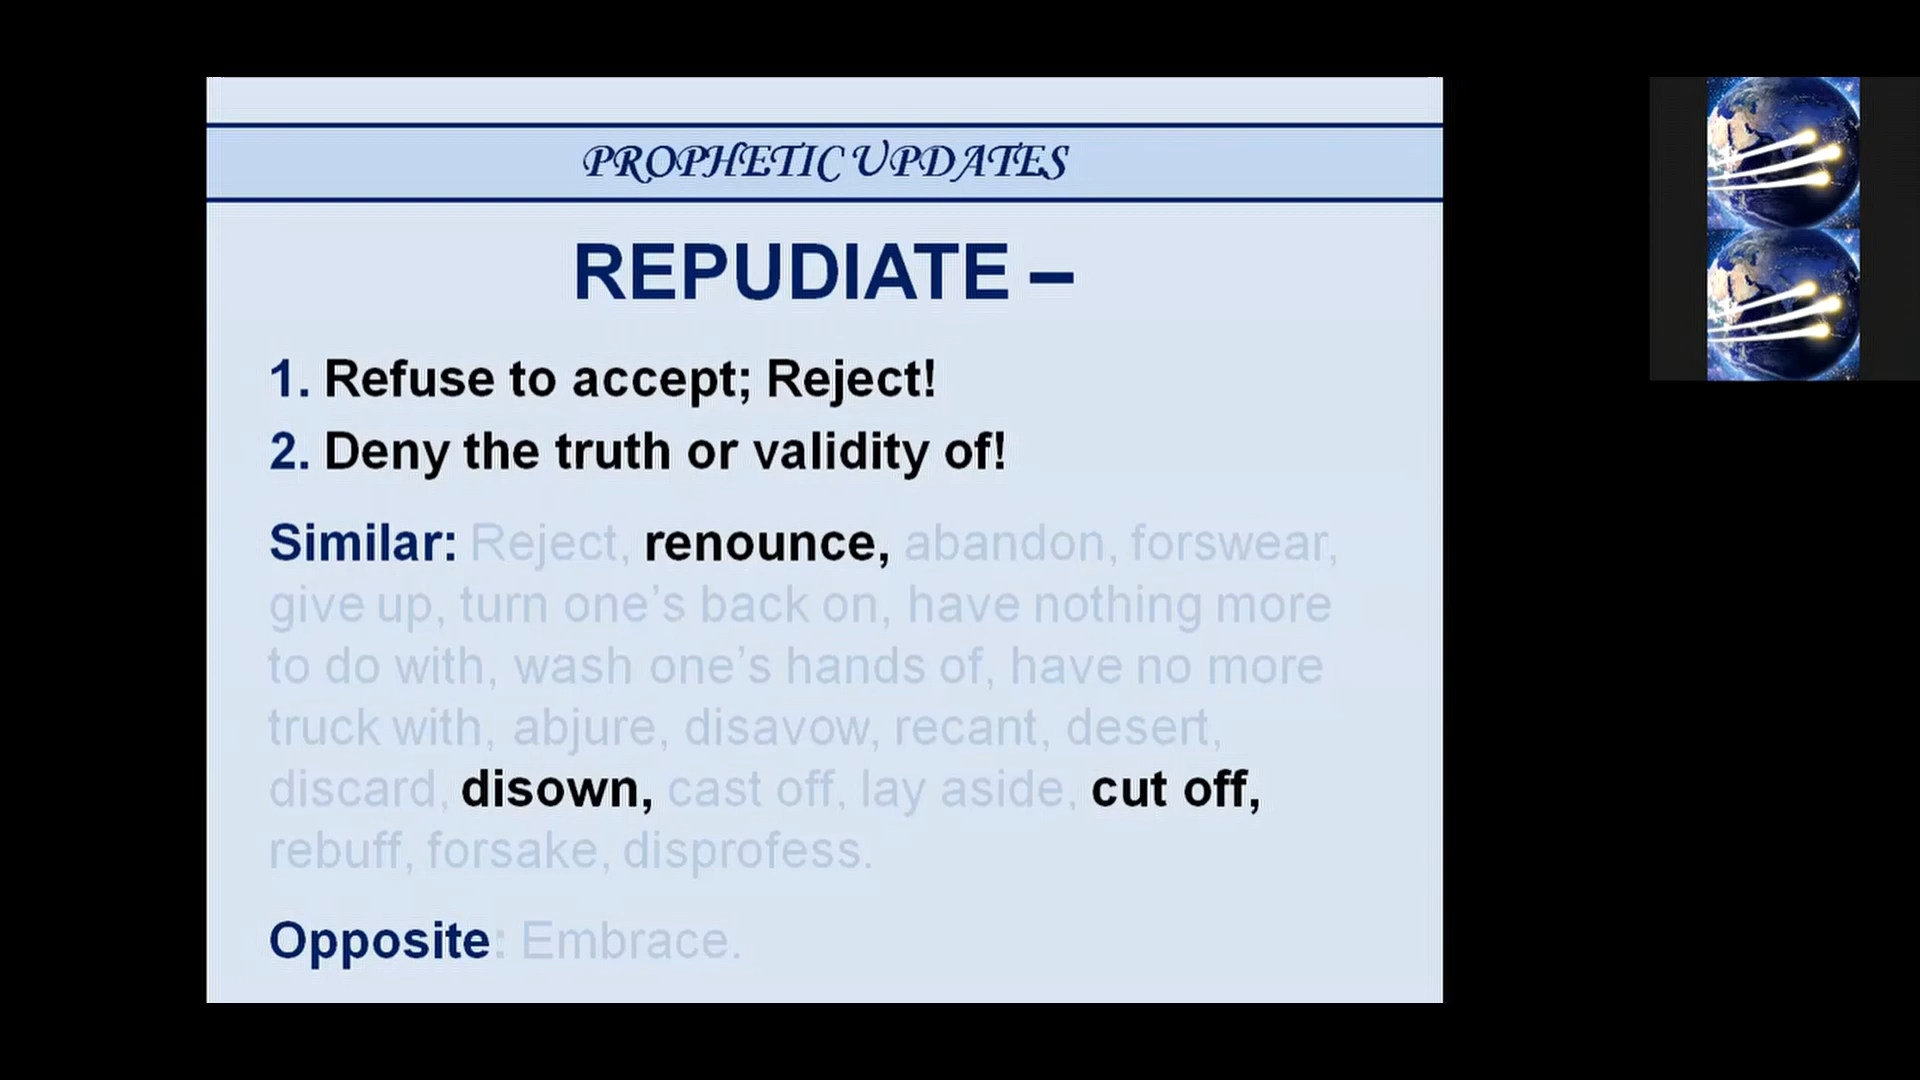 PROPHETIC UPDATES
REPUDIATE –
1. Refuse to accept; Reject!
2. Deny the truth or validity of!
Similar: Reject, renounce, abandon, forswear,
give up, turn one’s back on, have nothing more
to do with, wash one’s hands of, have no more
truck with, abjure, disavow, recant, desert,
discard, disown, cast off, lay aside, cut off,
rebuff, forsake, disprofess.
Opposite: Embrace.